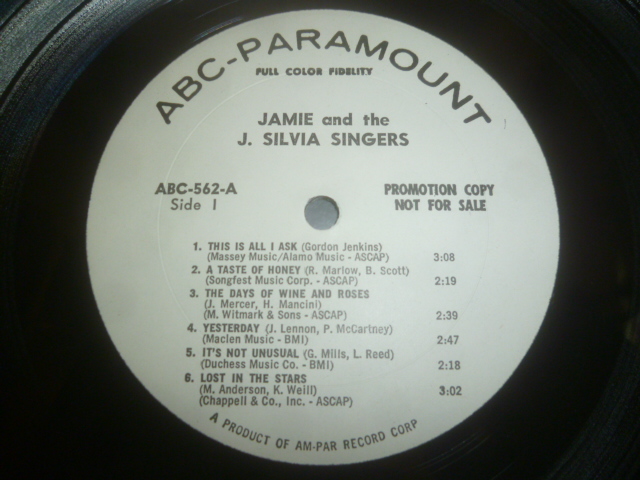 ABC-PARAMOUNT
FULL COLOR FIDELITY
JAMIE and the
J. SILVIA SINGERS
ABC-562-A
Side 1
PROMOTION COPY
NOT FOR SALE
1. THIS IS ALL I ASK (Gordon Jenkins)
(Massey Music/Alamo Music - ASCAP) 3:08
2. A TASTE OF HONEY (R. Marlow, B. Scott)
(Songfest Music Corp. - ASCAP) 2:19
3. THE DAYS OF WINE AND ROSES
(J. Mercer, H. Mancini)
(M. Witmark & Sons - ASCAP) 2:39
4. YESTERDAY (J. Lennon, P. McCartney)
(Maclen Music - BMI) 2:47
5. IT'S NOT UNUSUAL (G. Mills, L. Reed)
(Duchess Music Co. - BMI) 2:18
6. LOST IN THE STARS
(M. Anderson, K. Weill) 3:02
(Chappell & Co., Inc. - ASCAP)
A PRODUCT OF AM-PAR RECORD CORP